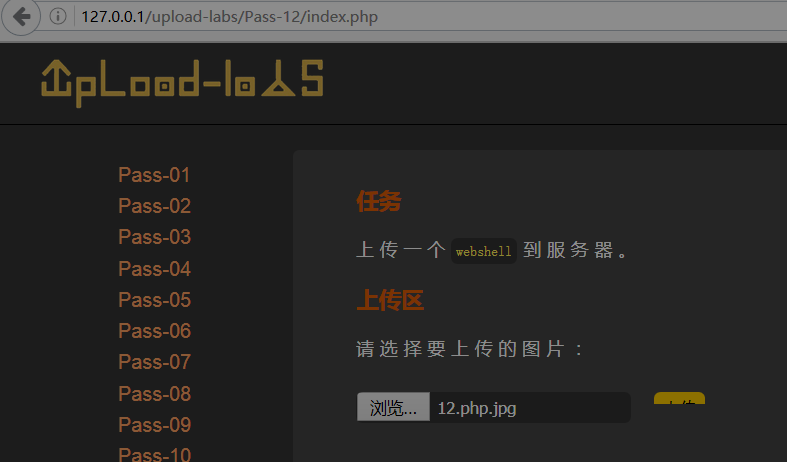 127.0.0.1/upload-labs/Pass-12/index.php
UpLoad-labS
Pass-01
Pass-02
Pass-03
Pass-04
Pass-05
Pass-06
Pass-07
Pass-08
Pass-09
Pass-10
任务
上传一个 webshell 到服务器。
上传区
请选择要上传的图片：
浏览... 12.php.jpg 上传